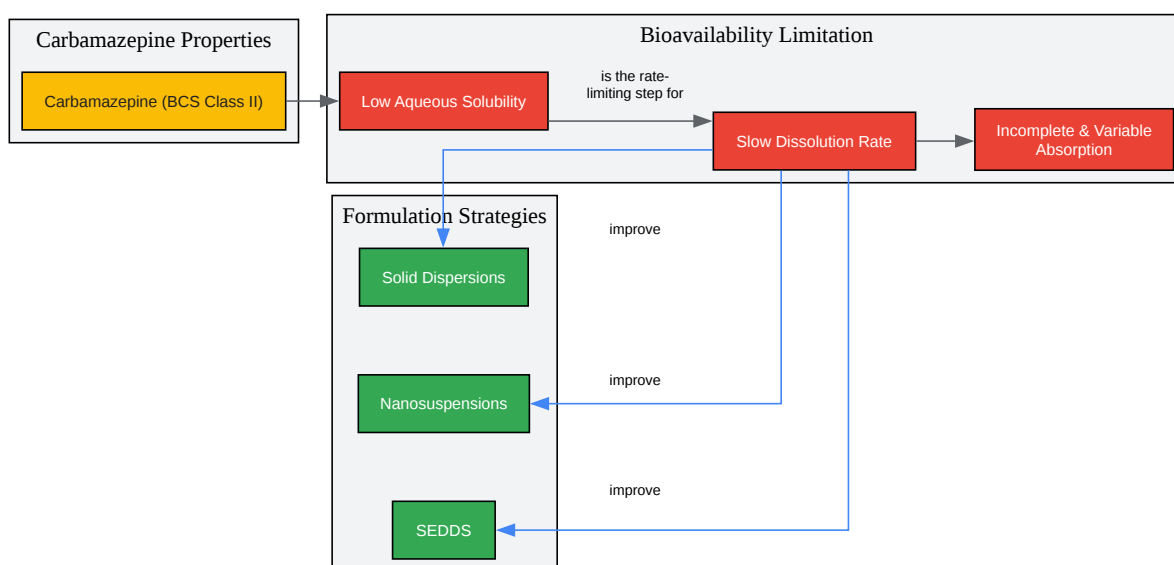 Carbamazepine Properties
Bioavailability Limitation
Carbamazepine (BCS Class II)
Low Aqueous Solubility
is the rate-
limiting step for
Slow Dissolution Rate
Incomplete & Variable
Absorption
Formulation Strategies
improve
Solid Dispersions
improve
Nanosuspensions
improve
SEDDS